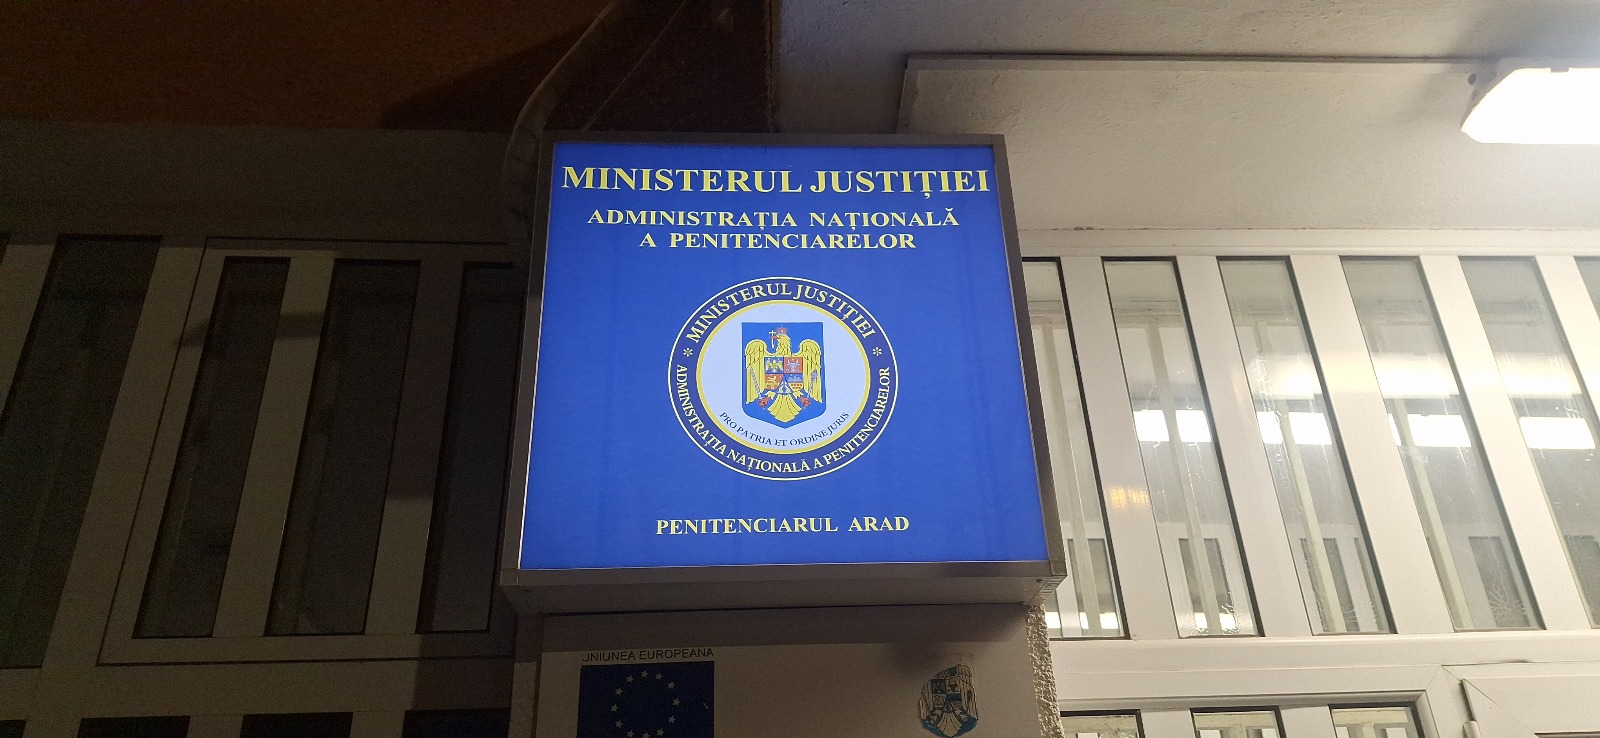 MINISTERUL JUSTIȚIEI
ADMINISTRAȚIA NAȚIONALĂ
A PENITENCIARELOR
* MINISTERUL JUSTIȚIEI *
ADMINISTRAȚIA NAȚIONALĂ A PENITENCIARELOR
PRO PATRIA ET ORDINE JURIS
PENITENCIARUL ARAD
UNIUNEA EUROPEANA